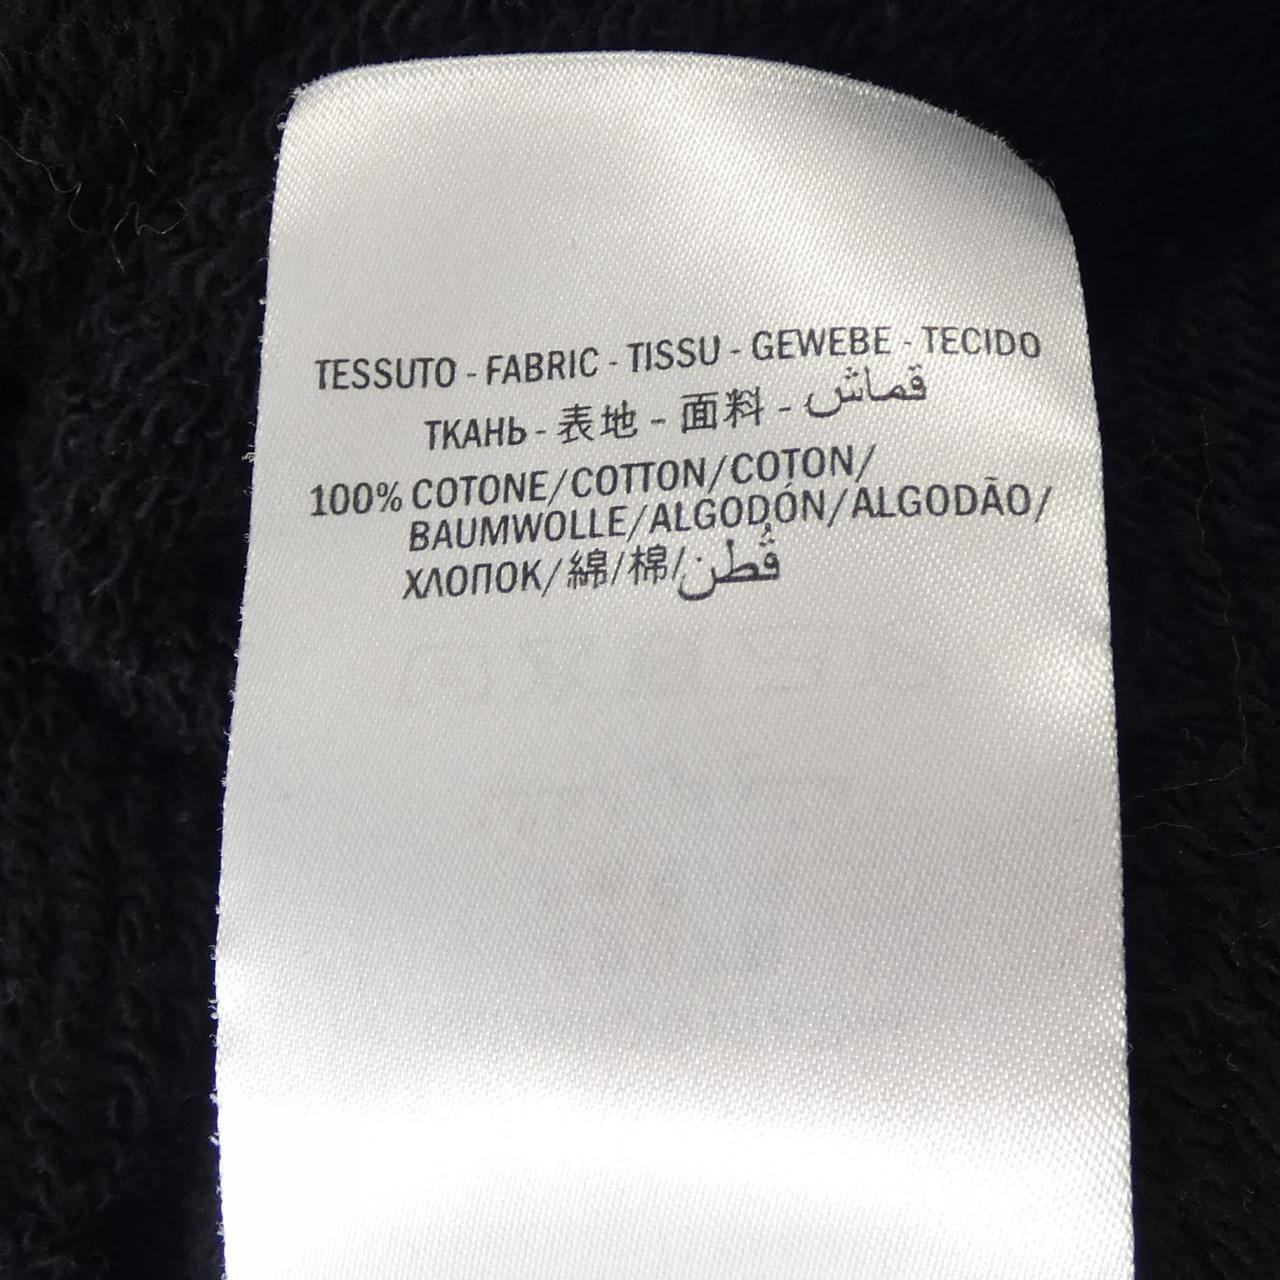 TESSUTO - FABRIC - TISSU - GEWEBE - TECIDO
ТКАНЬ - 表地 - 面料 - قماش
100% COTONE/COTTON/COTON/
BAUMWOLLE/ALGODÓN/ALGODÃO/
ХЛОПОК/綿/棉/قُطن